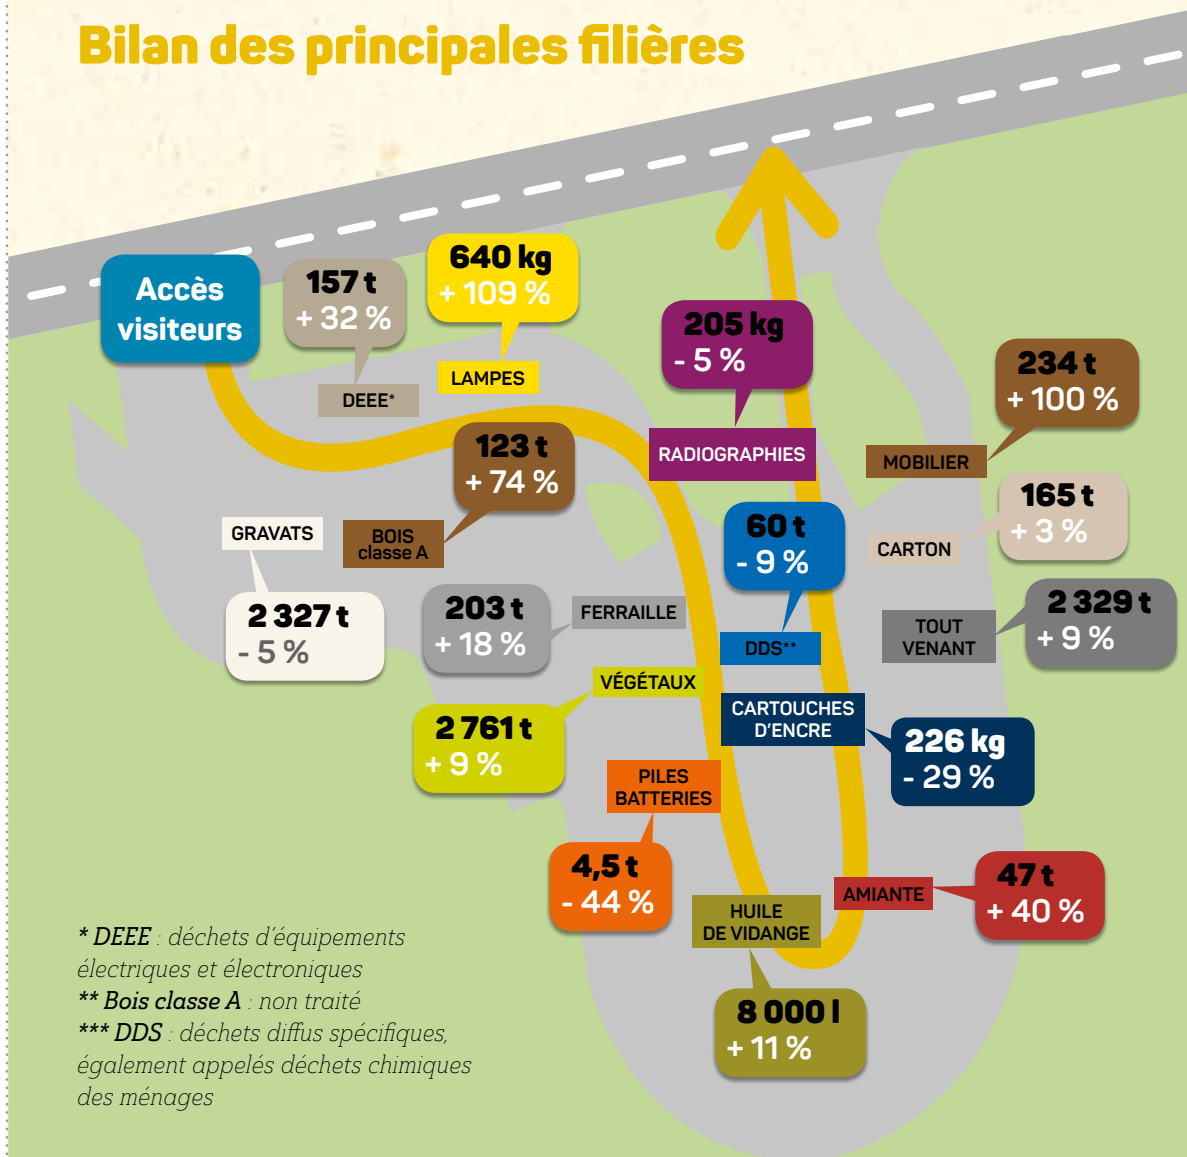 Bilan des principales filières
Accès
visiteurs
157 t
+ 32 %
DEEE*
640 kg
+ 109 %
LAMPES
205 kg
- 5 %
RADIOGRAPHIES
234 t
+ 100 %
MOBILIER
123 t
+ 74 %
BOIS
classe A
GRAVATS
2 327 t
- 5 %
165 t
+ 3 %
CARTON
60 t
- 9 %
DDS**
203 t
+ 18 %
FERRAILLE
2 329 t
+ 9 %
TOUT
VENANT
VÉGÉTAUX
2 761 t
+ 9 %
CARTOUCHES
D'ENCRE
226 kg
- 29 %
PILES
BATTERIES
4,5 t
- 44 %
AMIANTE
47 t
+ 40 %
HUILE
DE VIDANGE
8 000 l
+ 11 %
* DEEE : déchets d'équipements
électriques et électroniques
** Bois classe A : non traité
*** DDS : déchets diffus spécifiques,
également appelés déchets chimiques
des ménages